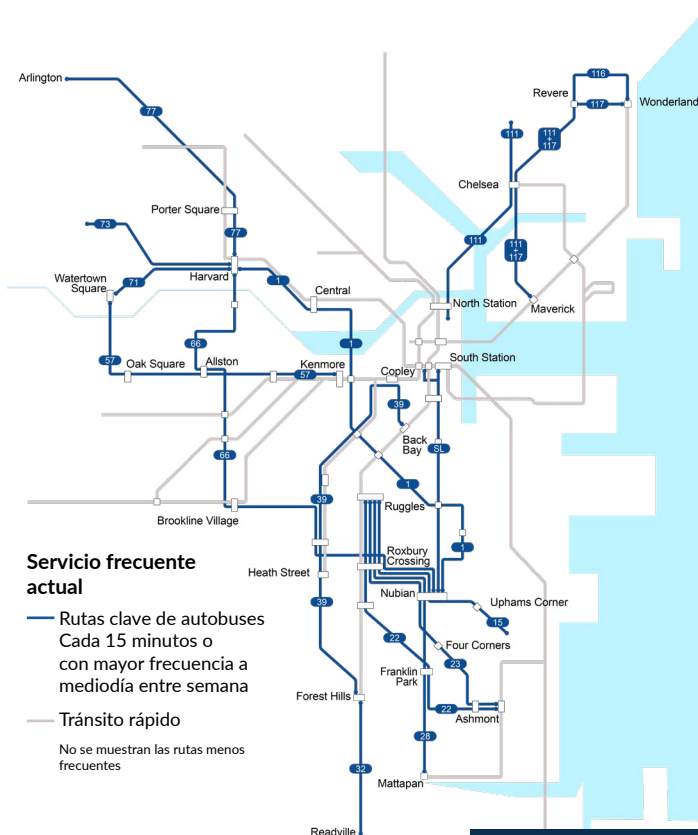 Arlington
77
Porter Square
77
73
Harvard
Watertown
Square
71
1
Central
57
66
1
Oak Square
Allston
Kenmore
57
Copley
39
Back
Bay
66
SL
1
39
Ruggles
Brookline Village
1
Roxbury
Crossing
Heath Street
Nubian
Uphams Corner
15
39
22
Four Corners
23
Franklin
Park
Forest Hills
22
Ashmont
28
32
Mattapan
Readville
116
Revere
117
Wonderland
111
111
+
117
Chelsea
111
111
+
117
North Station
Maverick
South Station
Servicio frecuente
actual
Rutas clave de autobuses
Cada 15 minutos o
con mayor frecuencia a
mediodía entre semana
Tránsito rápido
No se muestran las rutas menos
frecuentes